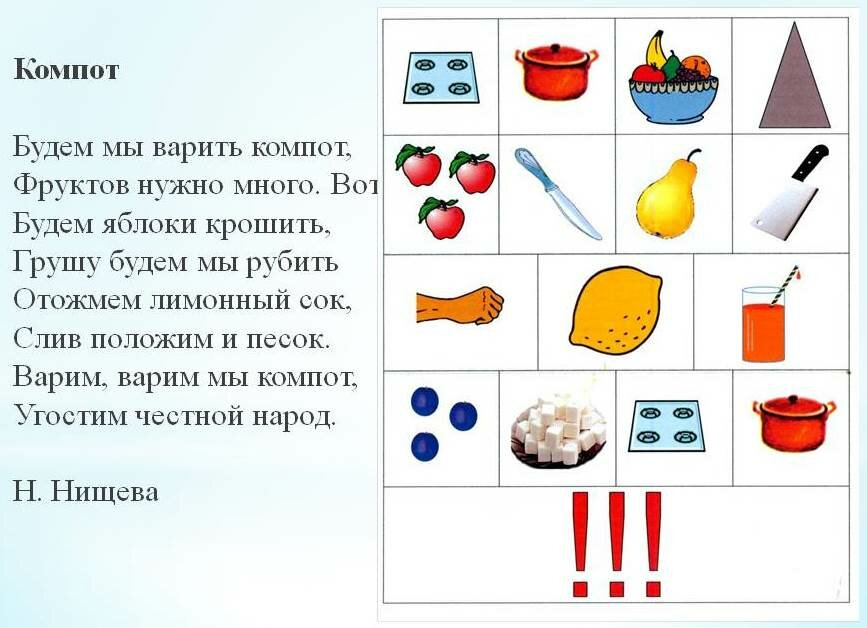 Компот
Будем мы варить компот,
Фруктов нужно много. Вот
Будем яблоки крошить,
Грушу будем мы рубить
Отожмем лимонный сок,
Слив положим и песок.
Варим, варим мы компот,
Угостим честной народ.
Н. Нищева
!!!